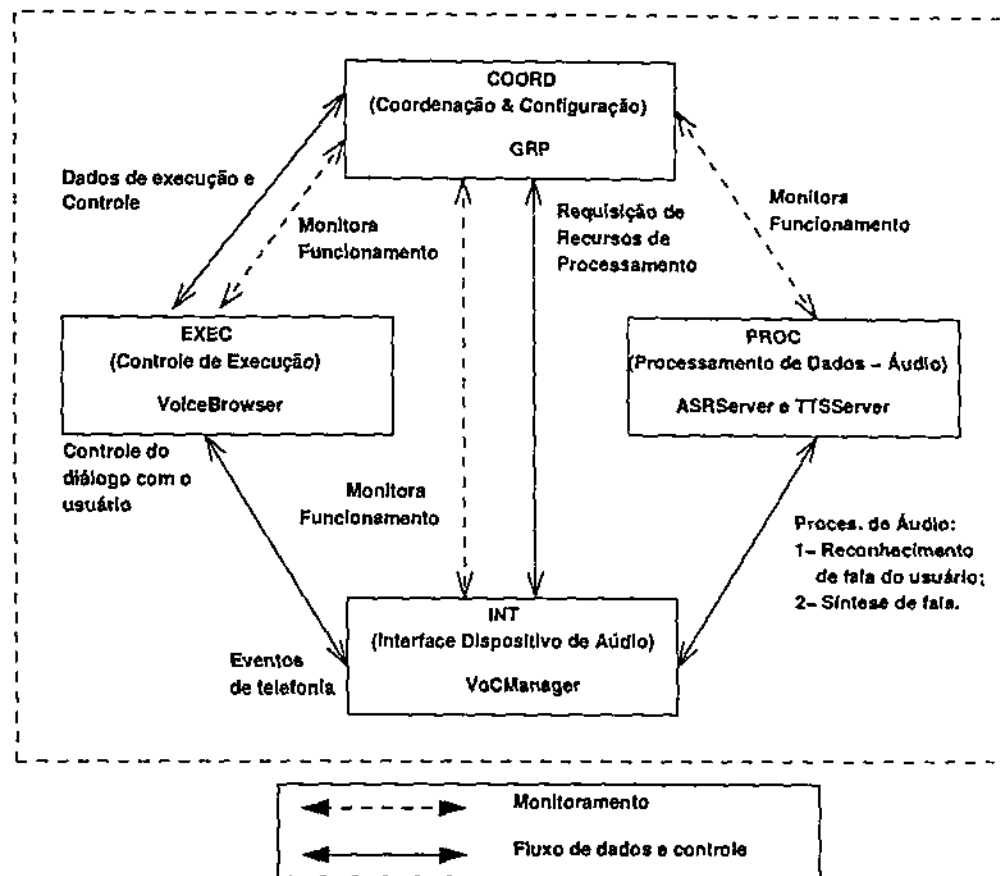 COORD
(Coordenação & Configuração)
GRP
Dados de execução e
Controle
Monitora
Funcionamento
Requisição de
Recursos de
Processamento
Monitora
Funcionamento
EXEC
(Controle de Execução)
VoiceBrowser
PROC
(Processamento de Dados – Áudio)
ASRServer e TTSServer
Controle do
diálogo com o
usuário
Monitora
Funcionamento
Proces. de Áudio:
1– Reconhecimento
de fala do usuário;
2– Síntese de fala.
INT
(Interface Dispositivo de Aúdio)
VoCManager
Eventos
de telefonia
Monitoramento
Fluxo de dados e controle